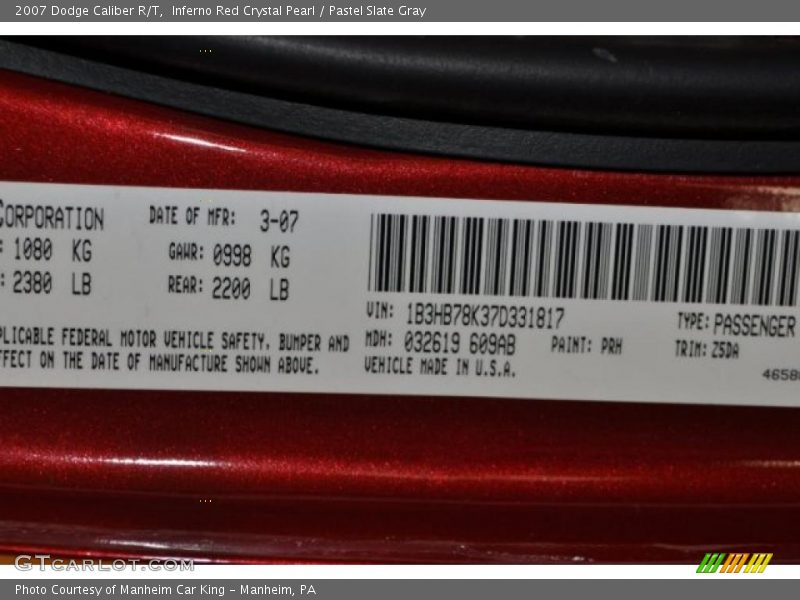 2007 Dodge Caliber R/T, Inferno Red Crystal Pearl / Pastel Slate Gray
CORPORATION DATE OF MFR: 3-07
: 1080 KG GAWR: 0998 KG
: 2380 LB REAR: 2200 LB
VIN: 1B3HB78K37D331817 TYPE: PASSENGER
PLICABLE FEDERAL MOTOR VEHICLE SAFETY, BUMPER AND MDH: 032619 609AB PAINT: PRH TRIM: Z5DA
FFECT ON THE DATE OF MANUFACTURE SHOWN ABOVE. VEHICLE MADE IN U.S.A. 4658
GTCARLOT.COM
Photo Courtesy of Manheim Car King - Manheim, PA